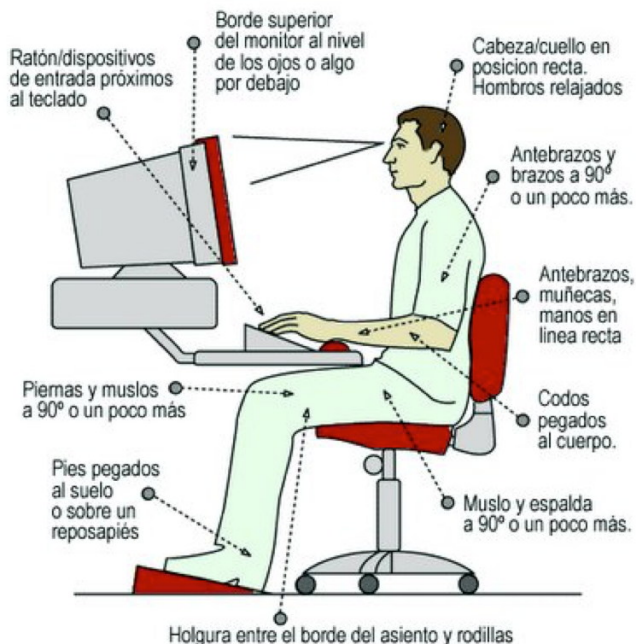 Borde superior
del monitor al nivel
de los ojos o algo
por debajo
Ratón/dispositivos
de entrada próximos
al teclado
Cabeza/cuello en
posicion recta.
Hombros relajados
Antebrazos y
brazos a 90º
o un poco más.
Antebrazos,
muñecas,
manos en
linea recta
Codos
pegados
al cuerpo.
Muslo y espalda
a 90º o un poco más.
Piernas y muslos
a 90º o un poco más
Pies pegados
al suelo
o sobre un
reposapiés
Holgura entre el borde del asiento y rodillas